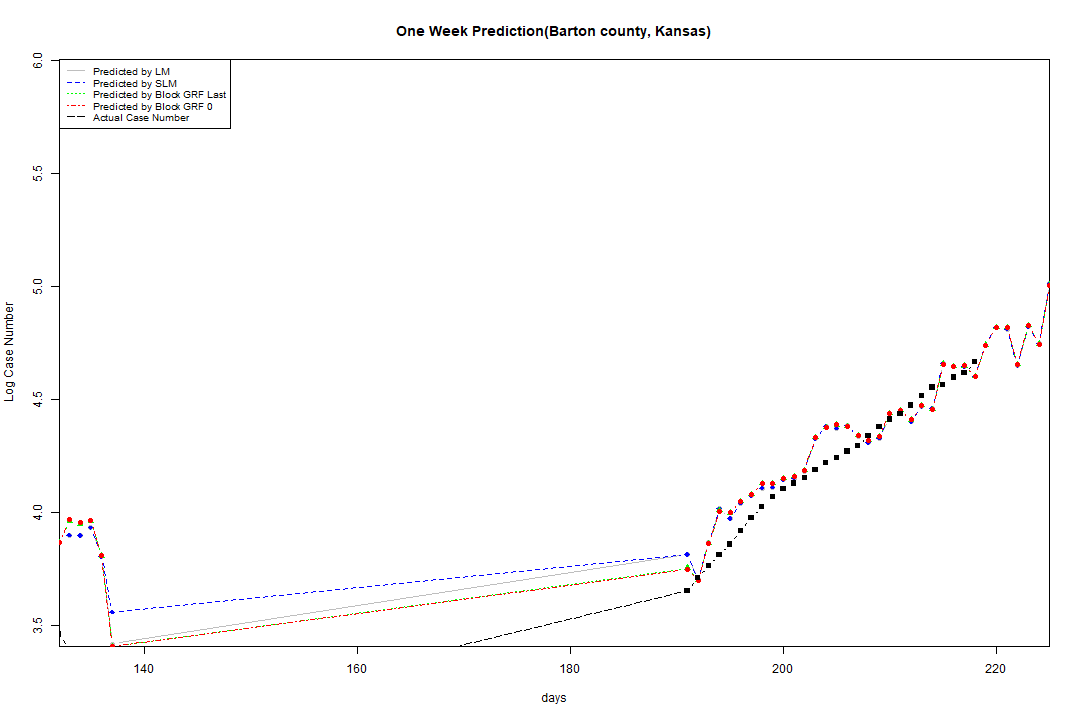 One Week Prediction(Barton county, Kansas)
Predicted by LM
Predicted by SLM
Predicted by Block GRF Last
Predicted by Block GRF 0
Actual Case Number
6.0
5.5
5.0
4.5
4.0
3.5
Log Case Number
140
160
180
200
220
days